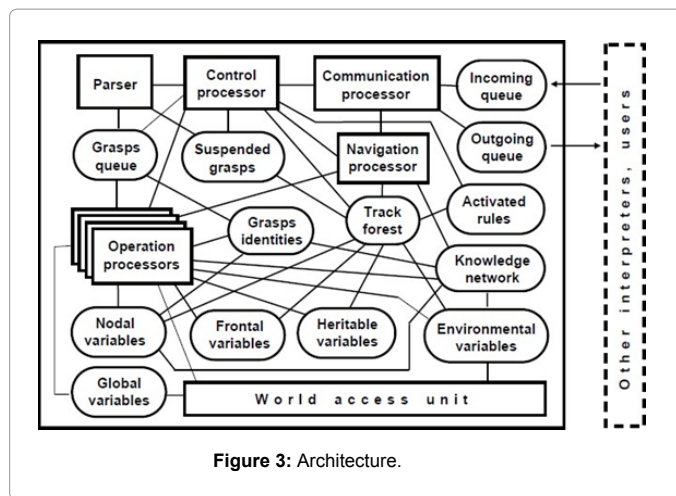 Parser
Control
processor
Communication
processor
Incoming
queue
Grasps
queue
Suspended
grasps
Navigation
processor
Outgoing
queue
Operation
processors
Grasps
identities
Track
forest
Activated
rules
Knowledge
network
Nodal
variables
Frontal
variables
Heritable
variables
Environmental
variables
Global
variables
World access unit
Other interpreters, users
Figure 3: Architecture.